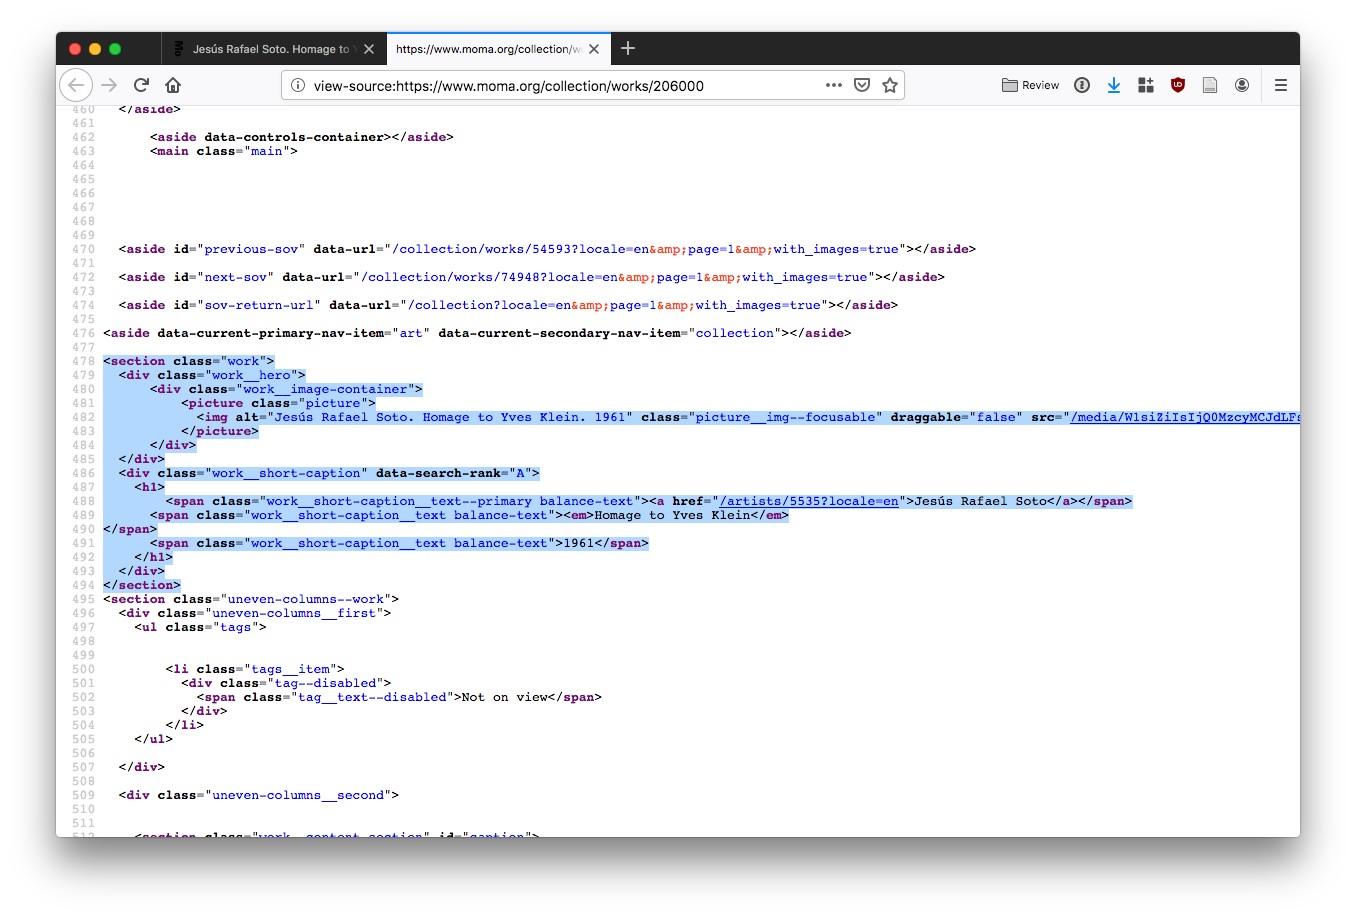 Mo Jesús Rafael Soto. Homage to Y
https://www.moma.org/collection/w
view-source:https://www.moma.org/collection/works/206000
Review
460 </aside>
461
462 <aside data-controls-container></aside>
463 <main class="main">
464
465
466
467
468
469
470 <aside id="previous-sov" data-url="/collection/works/54593?locale=en&amp;page=1&amp;with_images=true"></aside>
471
472 <aside id="next-sov" data-url="/collection/works/74948?locale=en&amp;page=1&amp;with_images=true"></aside>
473
474 <aside id="sov-return-url" data-url="/collection?locale=en&amp;page=1&amp;with_images=true"></aside>
475
476 <aside data-current-primary-nav-item="art" data-current-secondary-nav-item="collection"></aside>
477
478 <section class="work">
479 <div class="work__hero">
480 <div class="work__image-container">
481 <picture class="picture">
482 <img alt="Jesús Rafael Soto. Homage to Yves Klein. 1961" class="picture__img--focusable" draggable="false" src="/media/W1siZiIsIjQ0MzcyMCJdLFs
483 </picture>
484 </div>
485 </div>
486 <div class="work__short-caption" data-search-rank="A">
487 <h1>
488 <span class="work__short-caption__text--primary balance-text"><a href="/artists/5535?locale=en">Jesús Rafael Soto</a></span>
489 <span class="work__short-caption__text balance-text"><em>Homage to Yves Klein</em>
490 </span>
491 <span class="work__short-caption__text balance-text">1961</span>
492 </h1>
493 </div>
494 </section>
495 <section class="uneven-columns--work">
496 <div class="uneven-columns__first">
497 <ul class="tags">
498
499
500 <li class="tags__item">
501 <div class="tag--disabled">
502 <span class="tag__text--disabled">Not on view</span>
503 </div>
504 </li>
505 </ul>
506
507 </div>
508
509 <div class="uneven-columns__second">
510
511
512 <section class="work__content-section" id="caption">